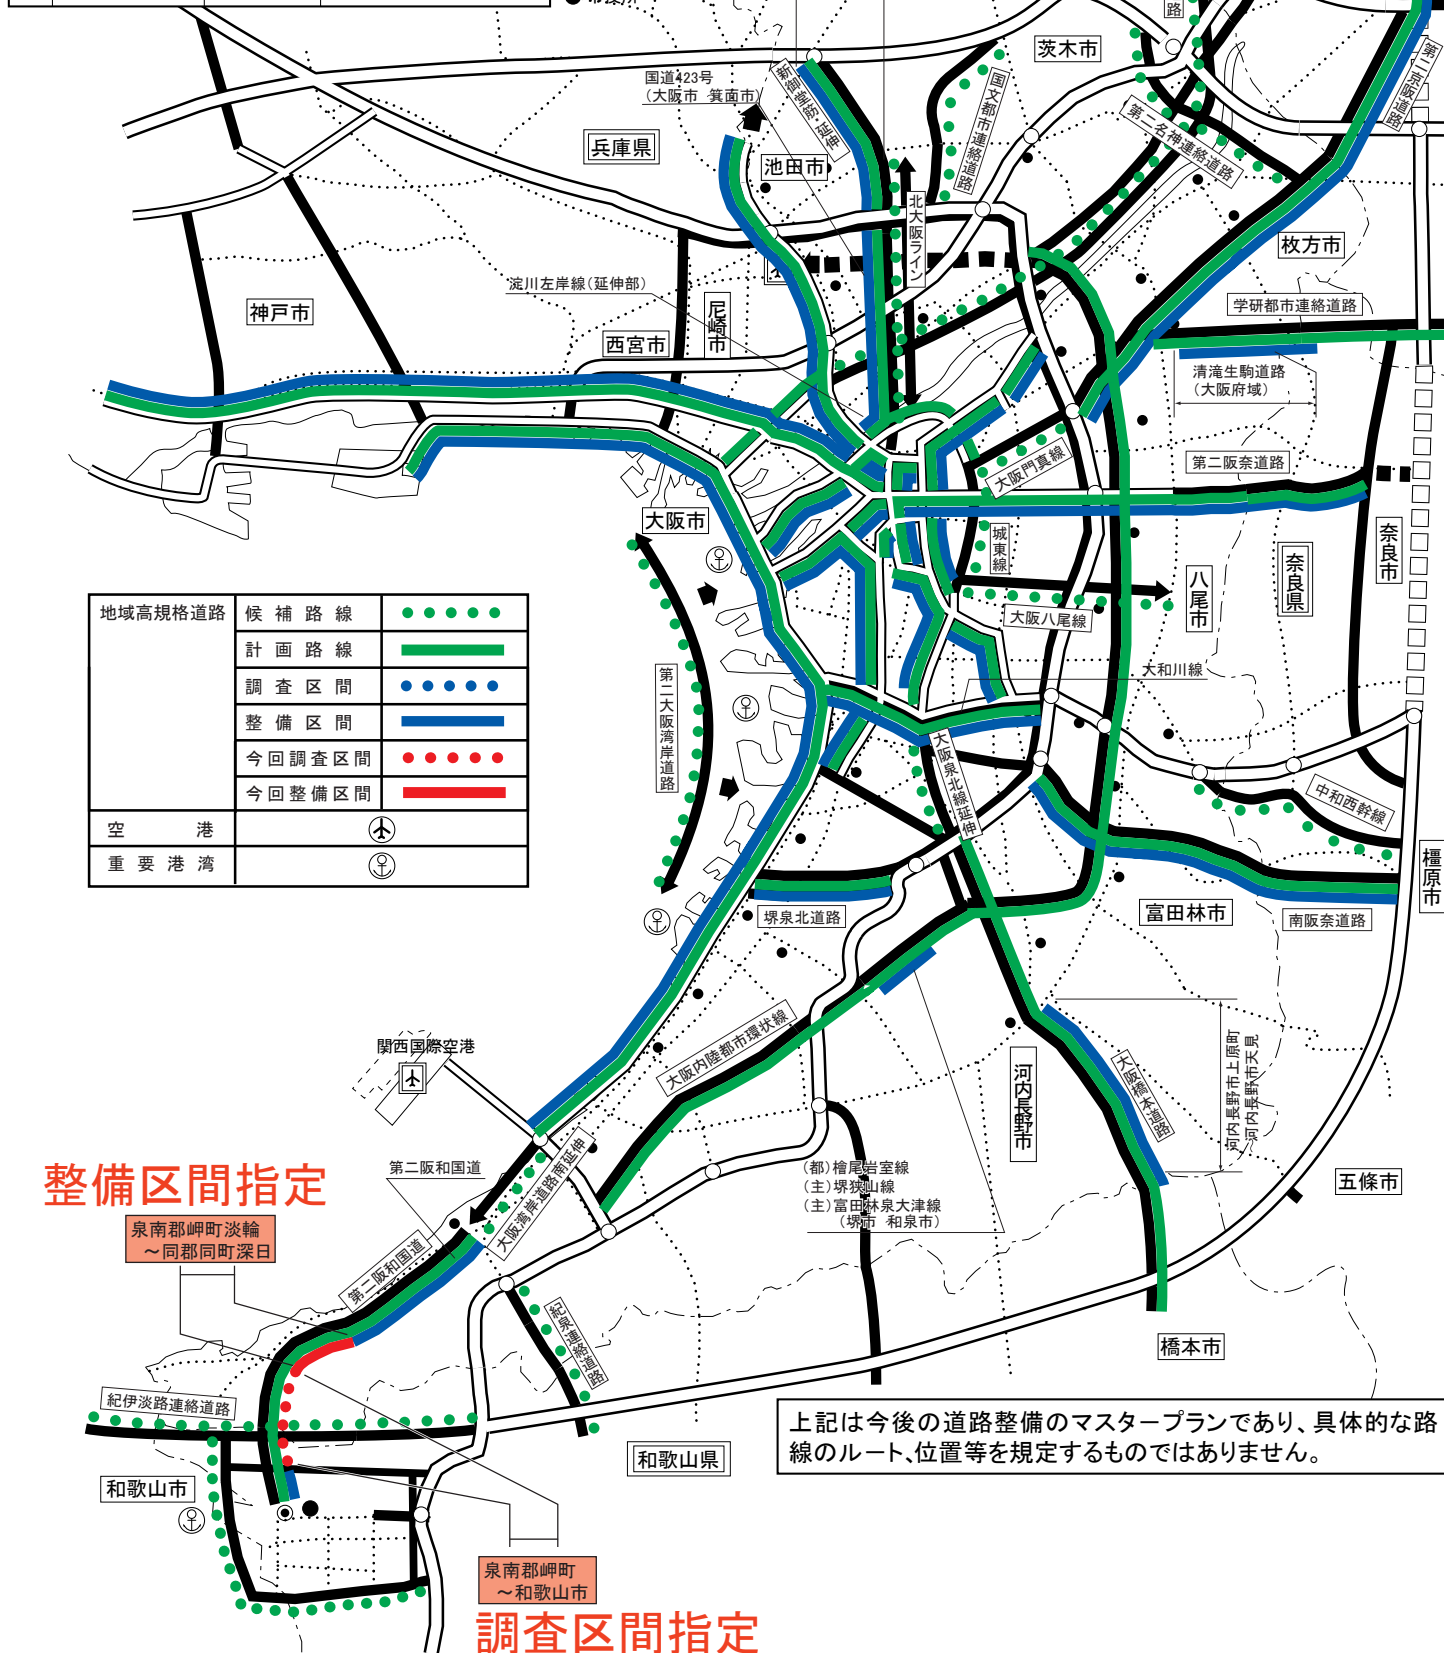 路
茨木市
第二京阪道路
国道423号
(大阪市 箕面市)
新御堂筋延伸
国文都市連絡道路
第二名神連絡道路
兵庫県
池田市
北大阪ライン
枚方市
淀川左岸線(延伸部)
学研都市連絡道路
神戸市
尼崎市
西宮市
清滝生駒道路
(大阪府域)
大阪門真線
第二阪奈道路
大阪市
城東線
奈良市
奈良県
八尾市
大阪八尾線
地域高規格道路
候補路線
計画路線
調査区間
整備区間
今回調査区間
今回整備区間
空港
重要港湾
第二大阪湾岸道路
大和川線
大阪泉北線延伸
中和西幹線
橿原市
堺泉北道路
富田林市
南阪奈道路
関西国際空港
大阪内陸都市環状線
河内長野市
大阪橋本道路
河内長野市上原町
河内長野市天見
整備区間指定
泉南郡岬町淡輪
～同郡同町深日
第二阪和国道
大阪湾岸道路南延伸
(都)檜尾岩室線
(主)堺狭山線
(主)富田林泉大津線
(堺市 和泉市)
五條市
第二阪和国道
紀泉連絡道路
橋本市
紀伊淡路連絡道路
上記は今後の道路整備のマスタープランであり、具体的な路
線のルート、位置等を規定するものではありません。
和歌山県
和歌山市
泉南郡岬町
～和歌山市
調査区間指定